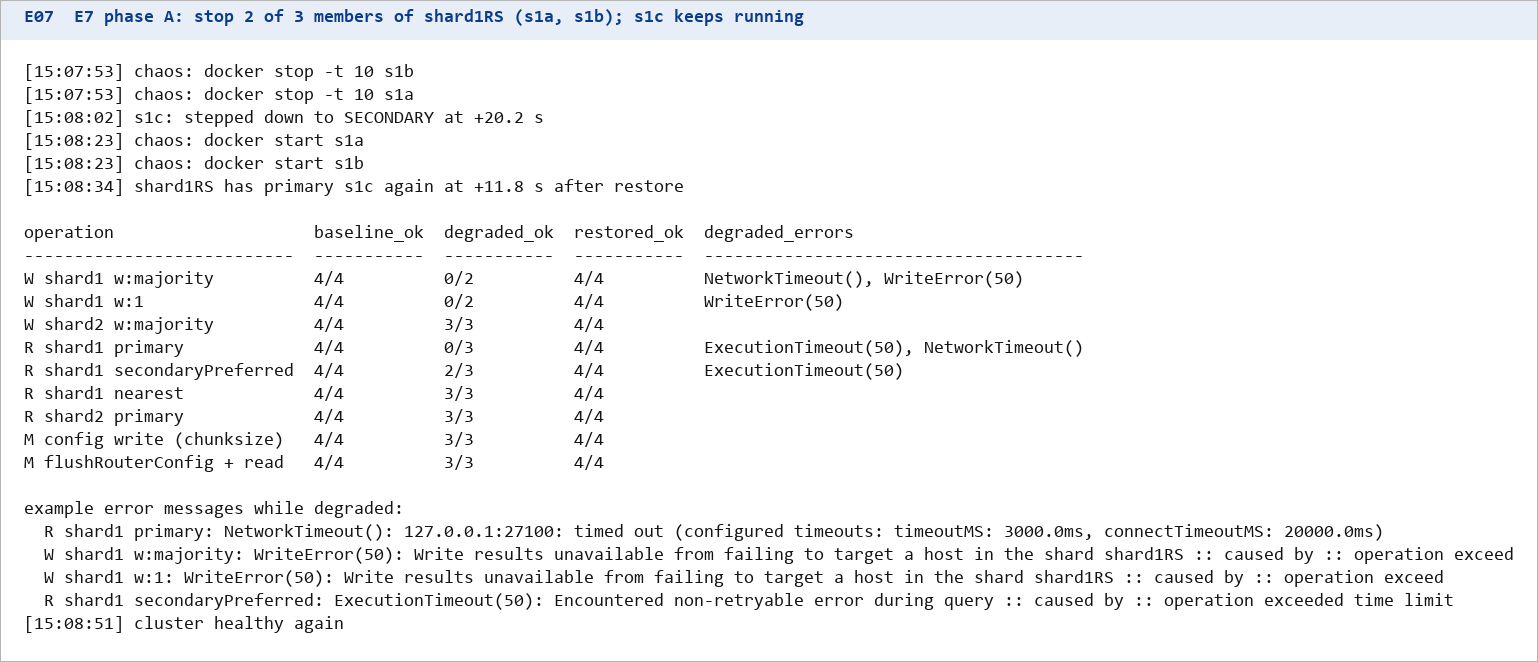 E07  E7 phase A: stop 2 of 3 members of shard1RS (s1a, s1b); s1c keeps running
[15:07:53] chaos: docker stop -t 10 s1b
[15:07:53] chaos: docker stop -t 10 s1a
[15:08:02] s1c: stepped down to SECONDARY at +20.2 s
[15:08:23] chaos: docker start s1a
[15:08:23] chaos: docker start s1b
[15:08:34] shard1RS has primary s1c again at +11.8 s after restore
operation                    baseline_ok  degraded_ok  restored_ok  degraded_errors
---------------------------  -----------  -----------  -----------  --------------------------------------
W shard1 w:majority          4/4          0/2          4/4          NetworkTimeout(), WriteError(50)
W shard1 w:1                 4/4          0/2          4/4          WriteError(50)
W shard2 w:majority          4/4          3/3          4/4
R shard1 primary             4/4          0/3          4/4          ExecutionTimeout(50), NetworkTimeout()
R shard1 secondaryPreferred  4/4          2/3          4/4          ExecutionTimeout(50)
R shard1 nearest             4/4          3/3          4/4
R shard2 primary             4/4          3/3          4/4
M config write (chunksize)   4/4          3/3          4/4
M flushRouterConfig + read   4/4          3/3          4/4
example error messages while degraded:
  R shard1 primary: NetworkTimeout(): 127.0.0.1:27100: timed out (configured timeouts: timeoutMS: 3000.0ms, connectTimeoutMS: 20000.0ms)
  W shard1 w:majority: WriteError(50): Write results unavailable from failing to target a host in the shard shard1RS :: caused by :: operation exceed
  W shard1 w:1: WriteError(50): Write results unavailable from failing to target a host in the shard shard1RS :: caused by :: operation exceed
  R shard1 secondaryPreferred: ExecutionTimeout(50): Encountered non-retryable error during query :: caused by :: operation exceeded time limit
[15:08:51] cluster healthy again